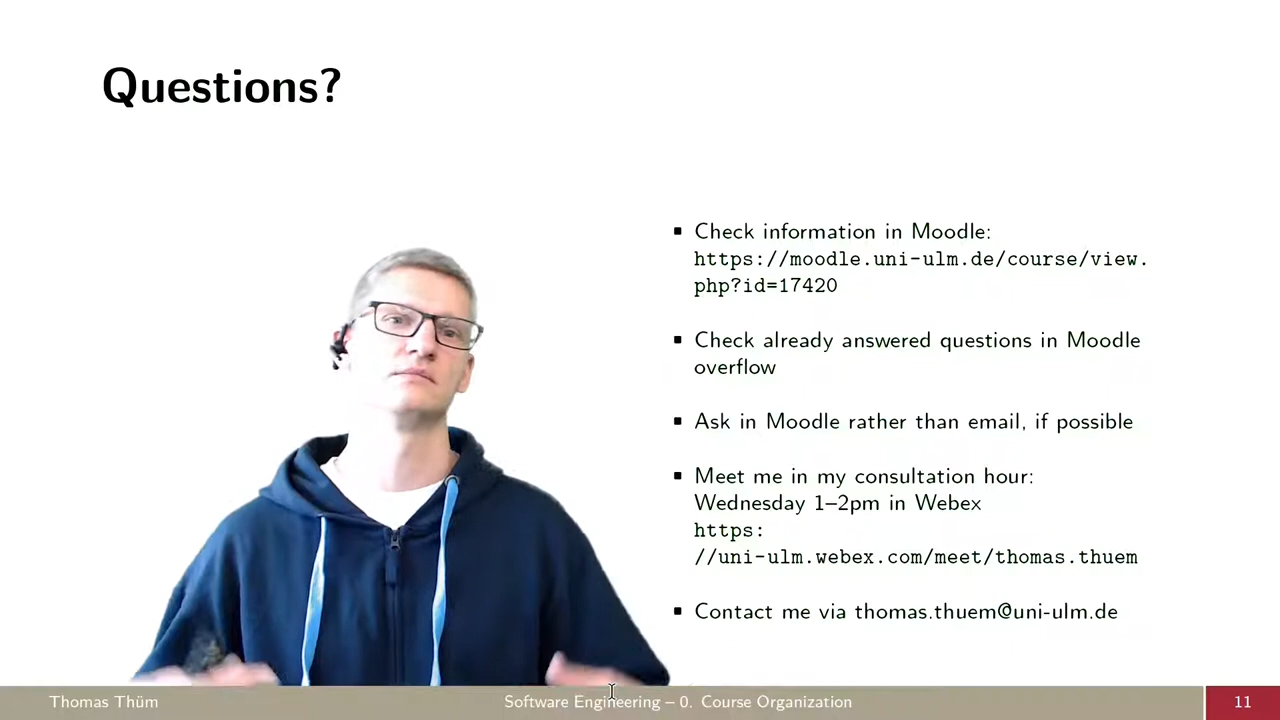 Questions?
Check information in Moodle:
https://moodle.uni-ulm.de/course/view.
php?id=17420
Check already answered questions in Moodle
overflow
Ask in Moodle rather than email, if possible
Meet me in my consultation hour:
Wednesday 1–2pm in Webex
https:
//uni-ulm.webex.com/meet/thomas.thuem
Contact me via thomas.thuem@uni-ulm.de
Thomas Thüm
Software Engineering – 0. Course Organization
11